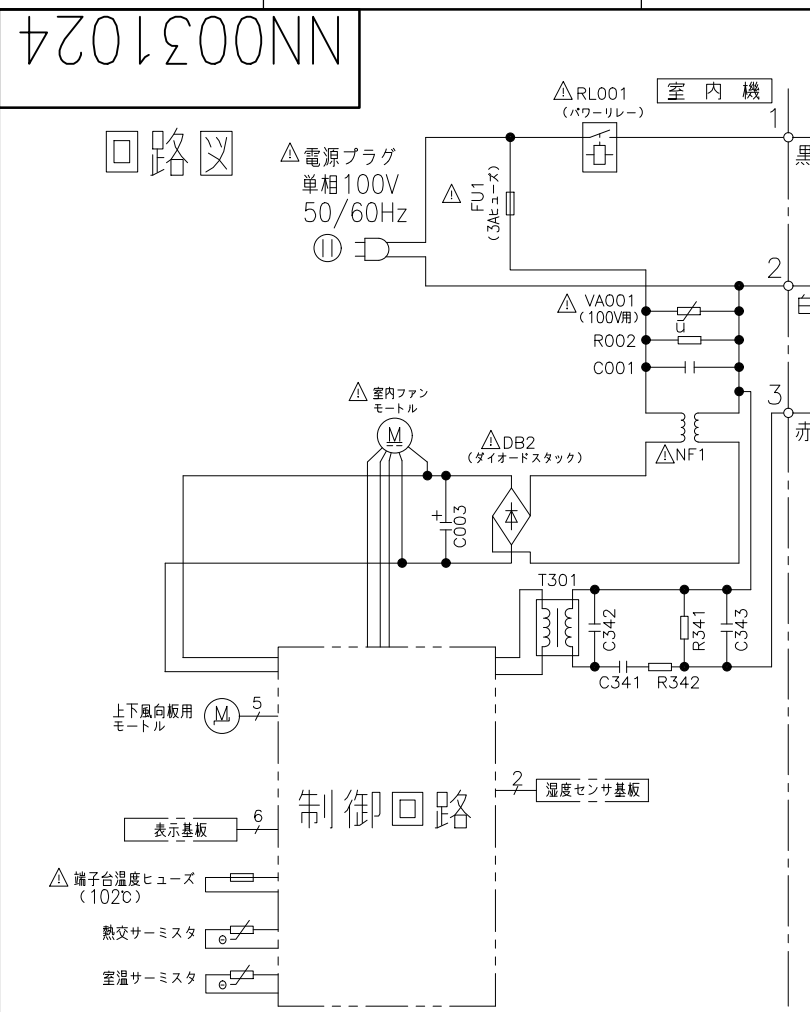 NN0031024
回路図
⚠電源プラグ
単相100V
50/60Hz
⚠RL001
(パワーリレー)
室内機
1
黒
⚠
FU1
(3Aヒューズ)
2
白
⚠VA001
(100V用)
u
R002
C001
3
赤
⚠NF1
⚠室内ファン
モートル
M
⚠DB2
(ダイオードスタック)
+
C003
T301
C342
R341
C343
C341
R342
上下風向板用
モートル
M
5
制御回路
2
湿度センサ基板
表示基板
6
⚠端子台温度ヒューズ
(102℃)
熱交サーミスタ
θ
室温サーミスタ
θ